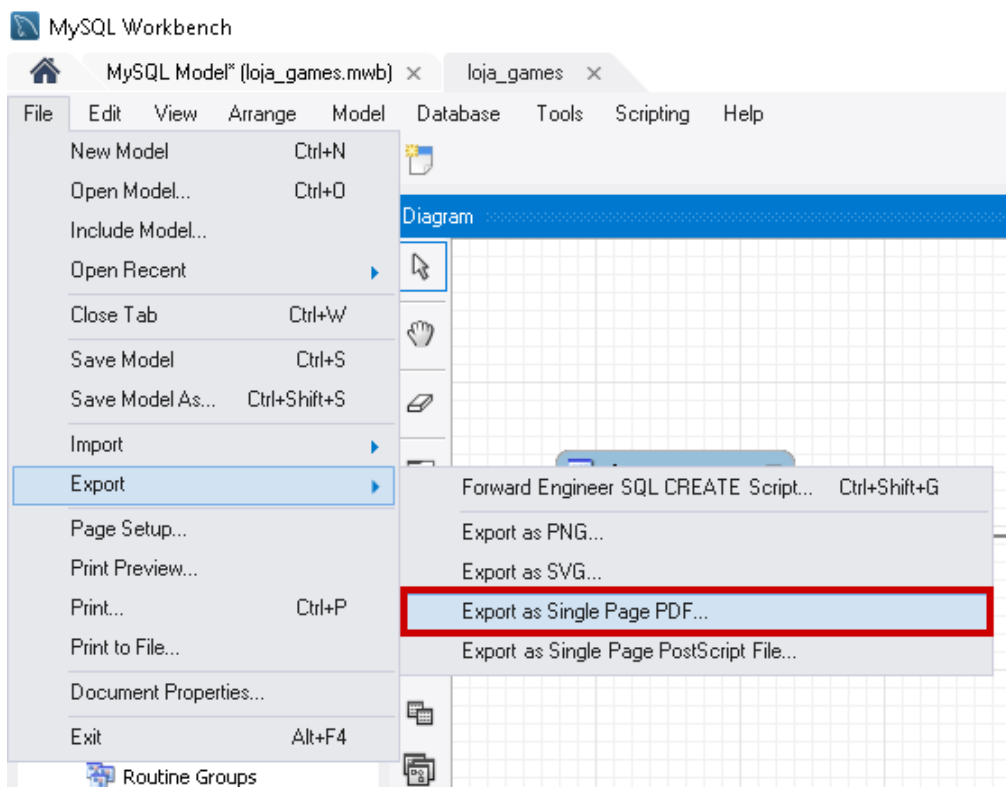 MySQL Workbench
MySQL Model* (loja_games.mwb) ×
loja_games ×
File Edit View Arrange Model Database Tools Scripting Help
New Model Ctrl+N
Open Model... Ctrl+O
Include Model...
Open Recent
Close Tab Ctrl+W
Save Model Ctrl+S
Save Model As... Ctrl+Shift+S
Import
Export
Page Setup...
Print Preview...
Print... Ctrl+P
Print to File...
Document Properties...
Exit Alt+F4
Routine Groups
Diagram
Forward Engineer SQL CREATE Script... Ctrl+Shift+G
Export as PNG...
Export as SVG...
Export as Single Page PDF...
Export as Single Page PostScript File...